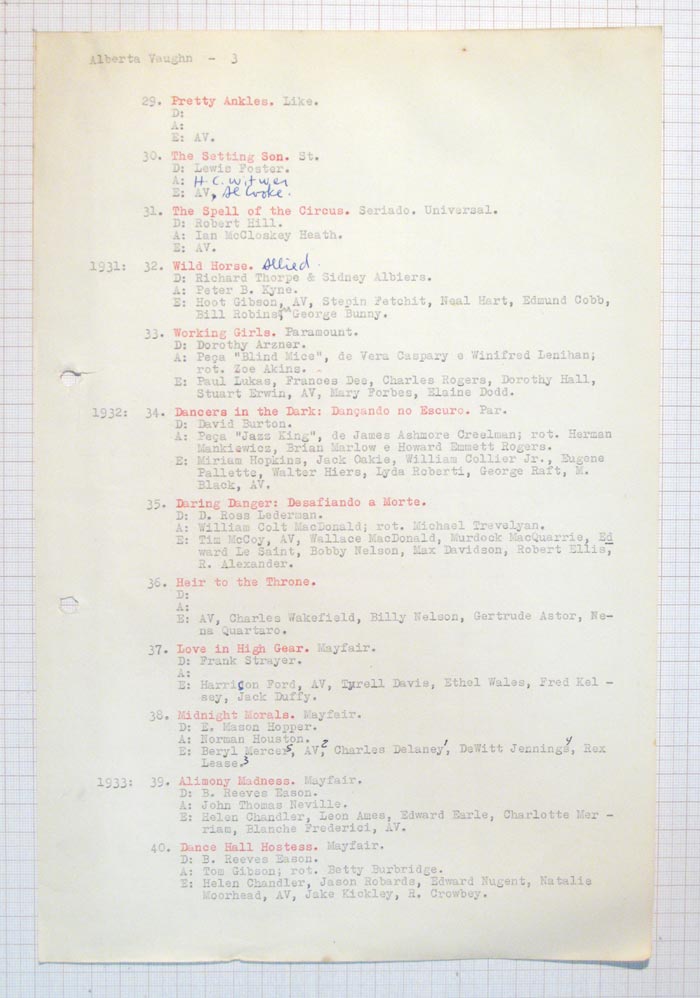 Alberta Vaughn - 3
29. Pretty Ankles. Like.
D:
A:
E: AV.
30. The Setting Son. St.
D: Lewis Foster.
A: H.C. Witwer
E: AV, Al Cooke.
31. The Spell of the Circus. Seriado. Universal.
D: Robert Hill.
A: Ian McCloskey Heath.
E: AV.
1931: 32. Wild Horse. Allied.
D: Richard Thorpe & Sidney Albiers.
A: Peter B. Kyne.
E: Hoot Gibson, AV, Stepin Fetchit, Neal Hart, Edmund Cobb,
Bill Robins, George Bunny.
33. Working Girls. Paramount.
D: Dorothy Arzner.
A: Peça "Blind Mice", de Vera Caspary e Winifred Lenihan;
rot. Zoe Akins.
E: Paul Lukas, Frances Dee, Charles Rogers, Dorothy Hall,
Stuart Erwin, AV, Mary Forbes, Elaine Dodd.
1932: 34. Dancers in the Dark: Dançando no Escuro. Par.
D: David Burton.
A: Peça "Jazz King", de James Ashmore Creelman; rot. Herman
Mankiewicz, Brian Marlow e Howard Emmett Rogers.
E: Miriam Hopkins, Jack Oakie, William Collier Jr., Eugene
Pallette, Walter Hiers, Lyda Roberti, George Raft, M.
Black, AV.
35. Daring Danger: Desafiando a Morte.
D: D. Ross Lederman.
A: William Colt MacDonald; rot. Michael Trevelyan.
E: Tim McCoy, AV, Wallace MacDonald, Murdock MacQuarrie, Ed
ward Le Saint, Bobby Nelson, Max Davidson, Robert Ellis,
R. Alexander.
36. Heir to the Throne.
D:
A:
E: AV, Charles Wakefield, Billy Nelson, Gertrude Astor, Ne-
na Quartaro.
37. Love in High Gear. Mayfair.
D: Frank Strayer.
A:
E: Harrison Ford, AV, Tyrell Davis, Ethel Wales, Fred Kel -
sey, Jack Duffy.
38. Midnight Morals. Mayfair.
D: E. Mason Hopper.
A: Norman Houston.
E: Beryl Mercer5, AV,2 Charles Delaney,1 DeWitt Jennings,4 Rex
Lease.3
1933: 39. Alimony Madness. Mayfair.
D: B. Reeves Eason.
A: John Thomas Neville.
E: Helen Chandler, Leon Ames, Edward Earle, Charlotte Mer -
riam, Blanche Frederici, AV.
40. Dance Hall Hostess. Mayfair.
D: B. Reeves Eason.
A: Tom Gibson; rot. Betty Burbridge.
E: Helen Chandler, Jason Robards, Edward Nugent, Natalie
Moorhead, AV, Jake Kickley, R. Crowbey.